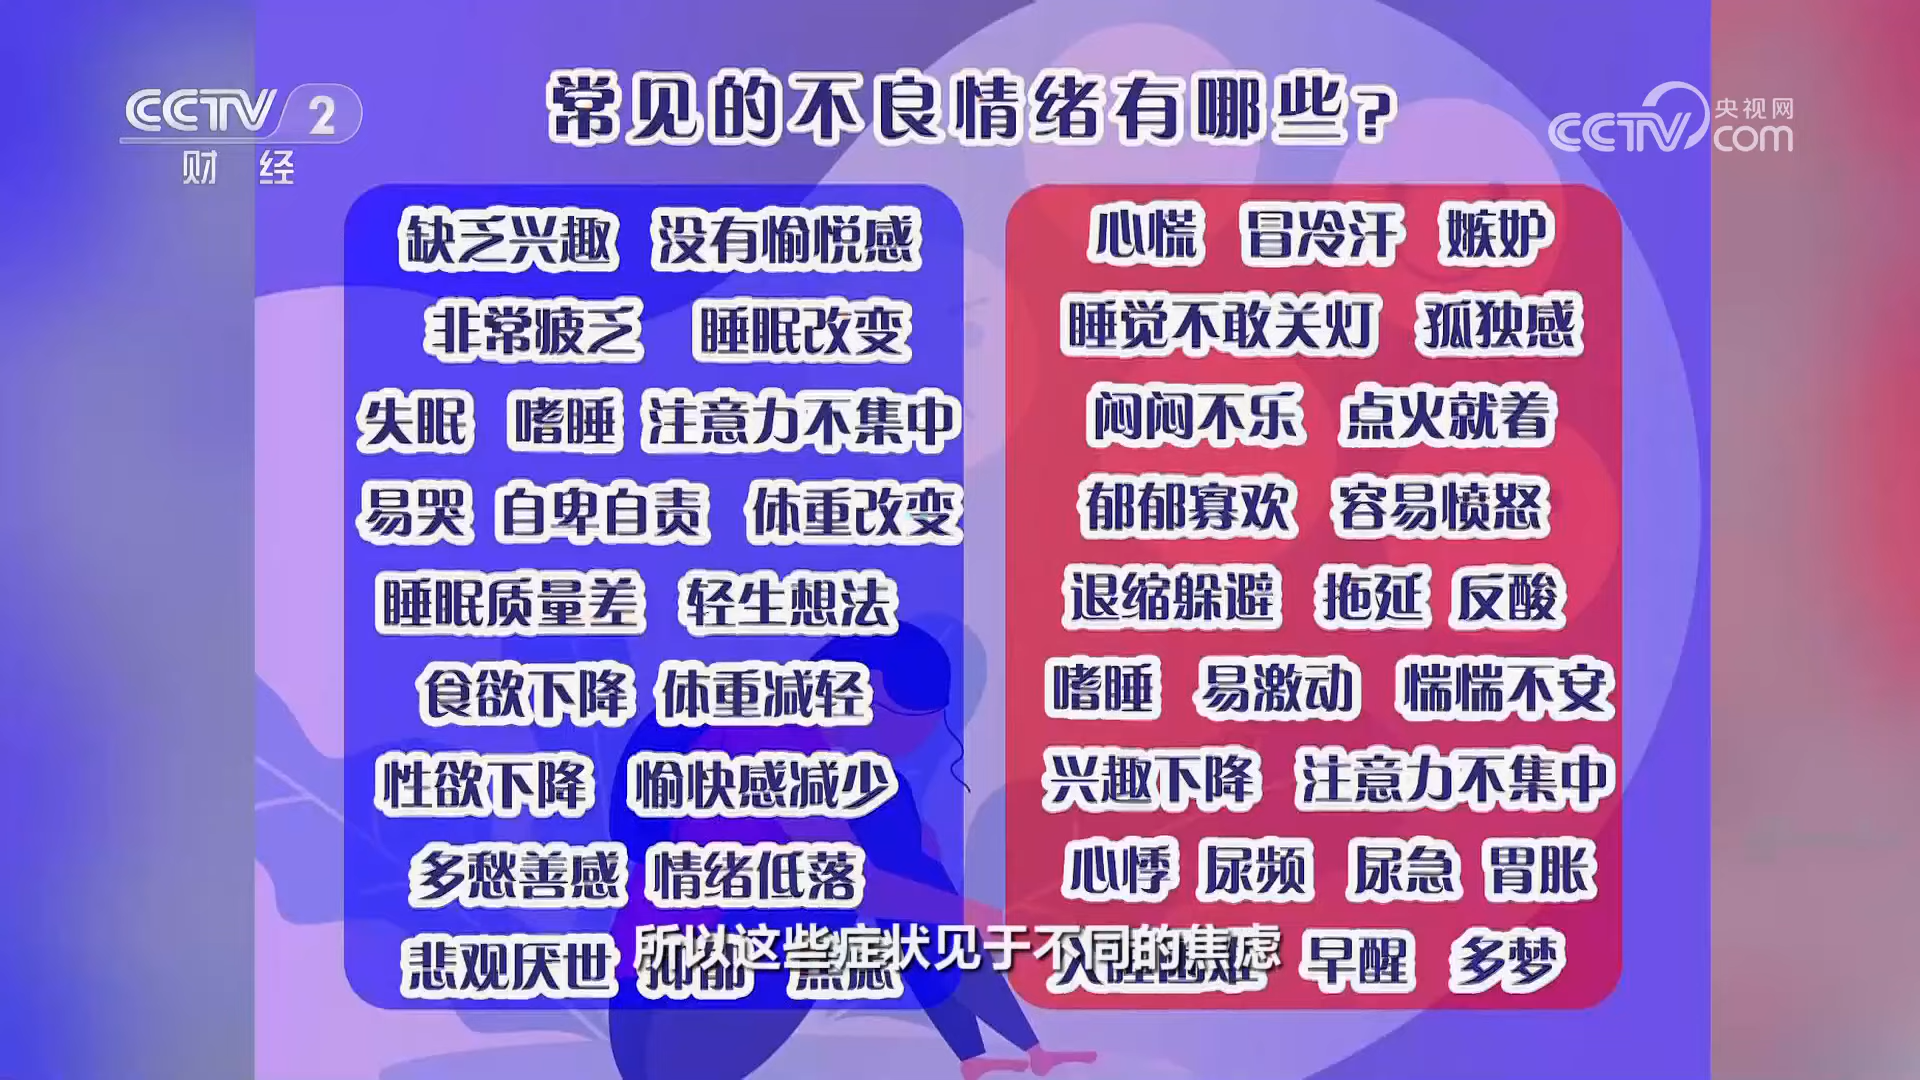 常见的不良情绪有哪些?
CCTV 2
财经
央视网
CCTV.com
缺乏兴趣 没有愉悦感
非常疲乏 睡眠改变
失眠 嗜睡 注意力不集中
易哭 自卑自责 体重改变
睡眠质量差 轻生想法
食欲下降 体重减轻
性欲下降 愉快感减少
多愁善感 情绪低落
悲观厌世 抑郁 焦虑
心慌 冒冷汗 嫉妒
睡觉不敢关灯 孤独感
闷闷不乐 点火就着
郁郁寡欢 容易愤怒
退缩躲避 拖延 反酸
嗜睡 易激动 惴惴不安
兴趣下降 注意力不集中
心悸 尿频 尿急 胃胀
入睡困难 早醒 多梦
所以这些症状见于不同的焦虑